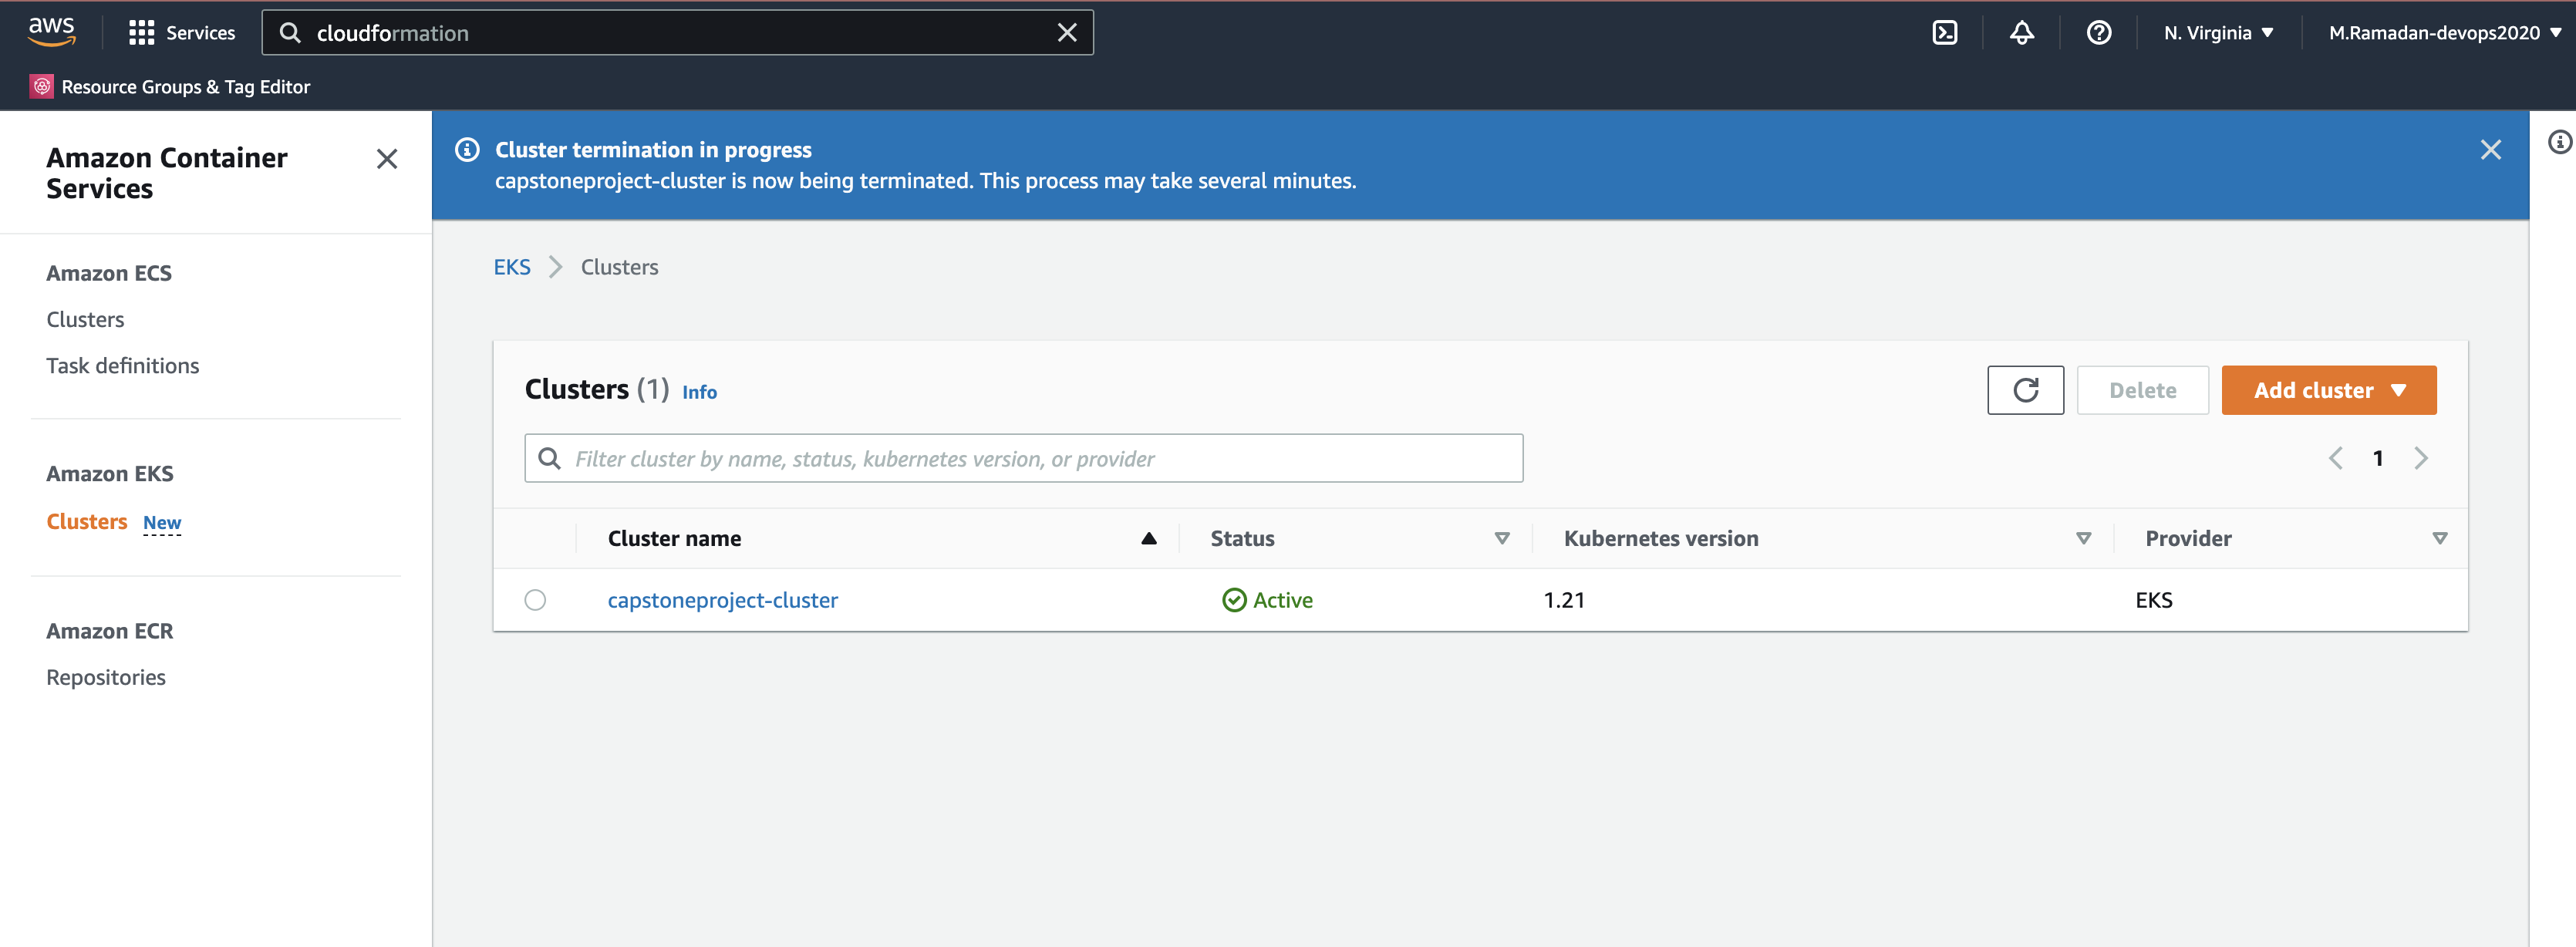 aws
Services
cloudformation
N. Virginia
M.Ramadan-devops2020
Resource Groups & Tag Editor
Amazon Container
Services
Amazon ECS
Clusters
Task definitions
Amazon EKS
Clusters New
Amazon ECR
Repositories
Cluster termination in progress
capstoneproject-cluster is now being terminated. This process may take several minutes.
EKS Clusters
Clusters (1) Info
Delete
Add cluster
Filter cluster by name, status, kubernetes version, or provider
1
Cluster name Status Kubernetes version Provider
capstoneproject-cluster Active 1.21 EKS